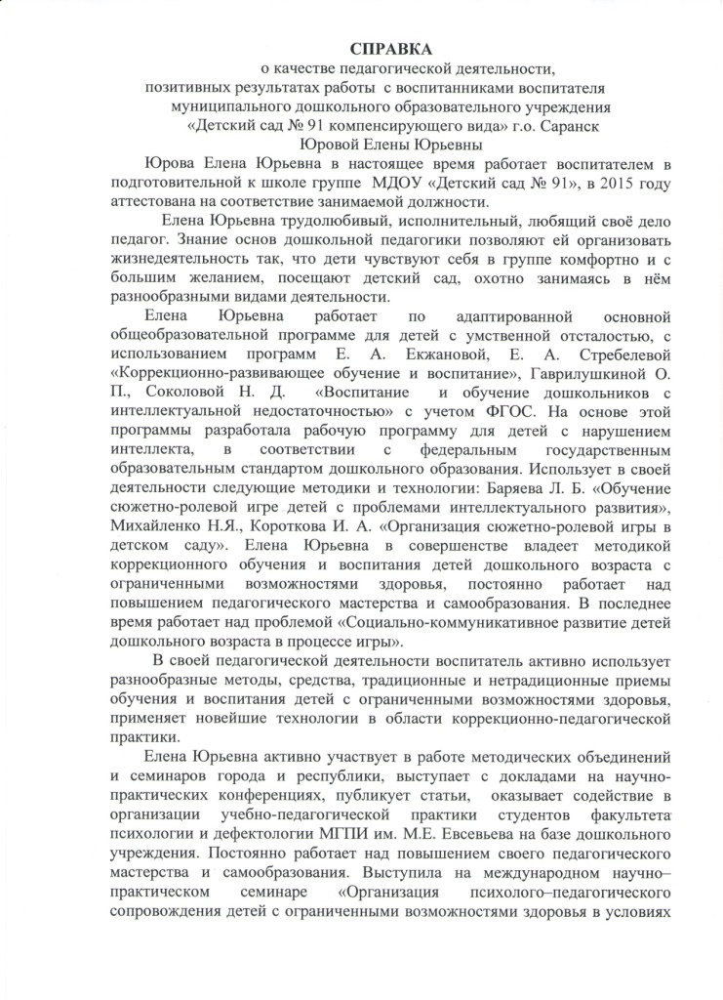 СПРАВКА
о качестве педагогической деятельности,
позитивных результатах работы с воспитанниками воспитателя
муниципального дошкольного образовательного учреждения
«Детский сад № 91 компенсирующего вида» г.о. Саранск
Юровой Елены Юрьевны
Юрова Елена Юрьевна в настоящее время работает воспитателем в
подготовительной к школе группе МДОУ «Детский сад № 91», в 2015 году
аттестована на соответствие занимаемой должности.
Елена Юрьевна трудолюбивый, исполнительный, любящий своё дело
педагог. Знание основ дошкольной педагогики позволяют ей организовать
жизнедеятельность так, что дети чувствуют себя в группе комфортно и с
большим желанием, посещают детский сад, охотно занимаясь в нём
разнообразными видами деятельности.
Елена Юрьевна работает по адаптированной основной
общеобразовательной программе для детей с умственной отсталостью, с
использованием программ Е. А. Екжановой, Е. А. Стребелевой
«Коррекционно-развивающее обучение и воспитание», Гаврилушкиной О.
П., Соколовой Н. Д. «Воспитание и обучение дошкольников с
интеллектуальной недостаточностью» с учетом ФГОС. На основе этой
программы разработала рабочую программу для детей с нарушением
интеллекта, в соответствии с федеральным государственным
образовательным стандартом дошкольного образования. Использует в своей
деятельности следующие методики и технологии: Баряева Л. Б. «Обучение
сюжетно-ролевой игре детей с проблемами интеллектуального развития»,
Михайленко Н.Я., Короткова И. А. «Организация сюжетно-ролевой игры в
детском саду». Елена Юрьевна в совершенстве владеет методикой
коррекционного обучения и воспитания детей дошкольного возраста с
ограниченными возможностями здоровья, постоянно работает над
повышением педагогического мастерства и самообразования. В последнее
время работает над проблемой «Социально-коммуникативное развитие детей
дошкольного возраста в процессе игры».
В своей педагогической деятельности воспитатель активно использует
разнообразные методы, средства, традиционные и нетрадиционные приемы
обучения и воспитания детей с ограниченными возможностями здоровья,
применяет новейшие технологии в области коррекционно-педагогической
практики.
Елена Юрьевна активно участвует в работе методических объединений
и семинаров города и республики, выступает с докладами на научно-
практических конференциях, публикует статьи, оказывает содействие в
организации учебно-педагогической практики студентов факультета
психологии и дефектологии МГПИ им. М.Е. Евсевьева на базе дошкольного
учреждения. Постоянно работает над повышением своего педагогического
мастерства и самообразования. Выступила на международном научно–
практическом семинаре «Организация психолого–педагогического
сопровождения детей с ограниченными возможностями здоровья в условиях